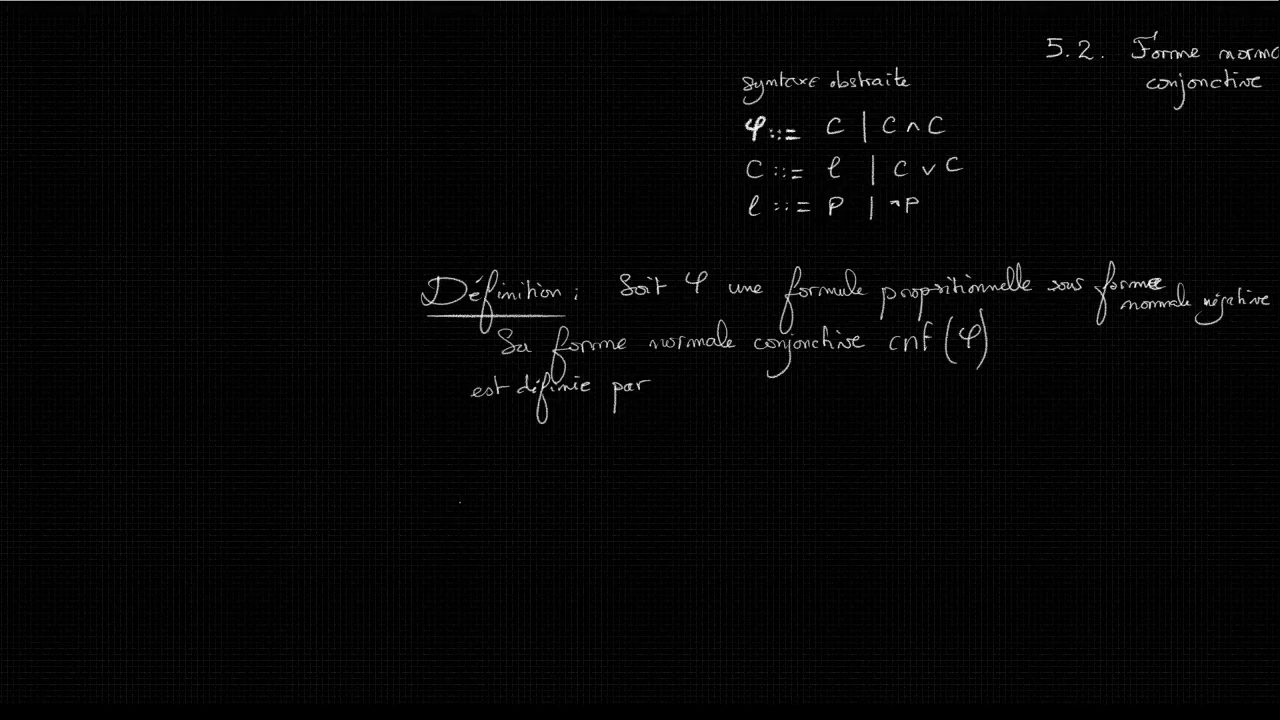 5.2. Forme norma
conjonctive
syntaxe abstraite
φ ::= C | C ∧ C
C ::= ℓ | C ∨ C
ℓ ::= P | ¬P
Définition : Soit φ une formule propositionnelle sous forme
normale négative
Sa forme normale conjonctive cnf(φ)
est définie par